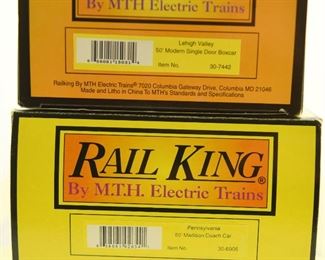 By MTH Electric Trains
Lehigh Valley
50' Modern Single Door Boxcar
Item No. 30-7442
Railking By MTH Electric Trains® 7020 Columbia Gateway Drive, Columbia MD 21046
Made and Litho in China To MTH's Standards and Specifications
RAIL KING®
By M.T.H. Electric Trains
Pennsylvania
60' Madison Coach Car
Item No.